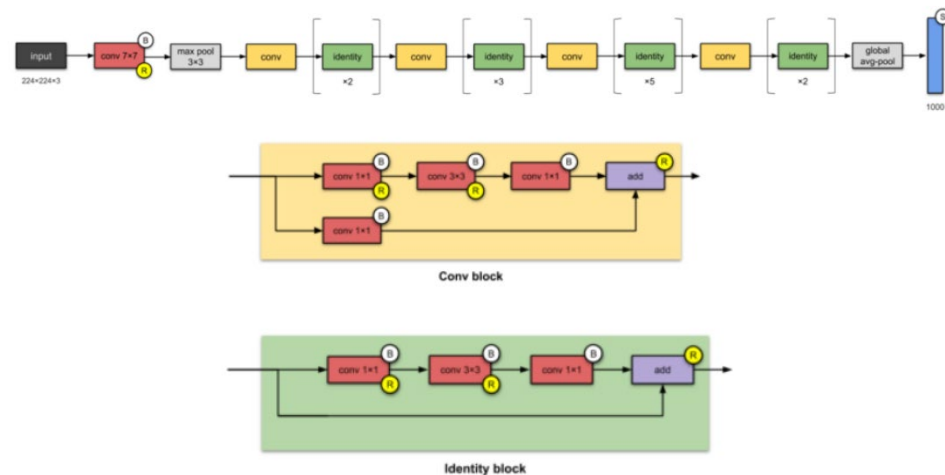 input
224×224×3
conv 7×7
B
R
max pool
3×3
conv
identity
×2
conv
identity
×3
conv
identity
×5
conv
identity
×2
global
avg-pool
S
1000
conv 1×1
B
R
conv 3×3
B
R
conv 1×1
B
add
R
conv 1×1
B
Conv block
conv 1×1
B
R
conv 3×3
B
R
conv 1×1
B
add
R
Identity block